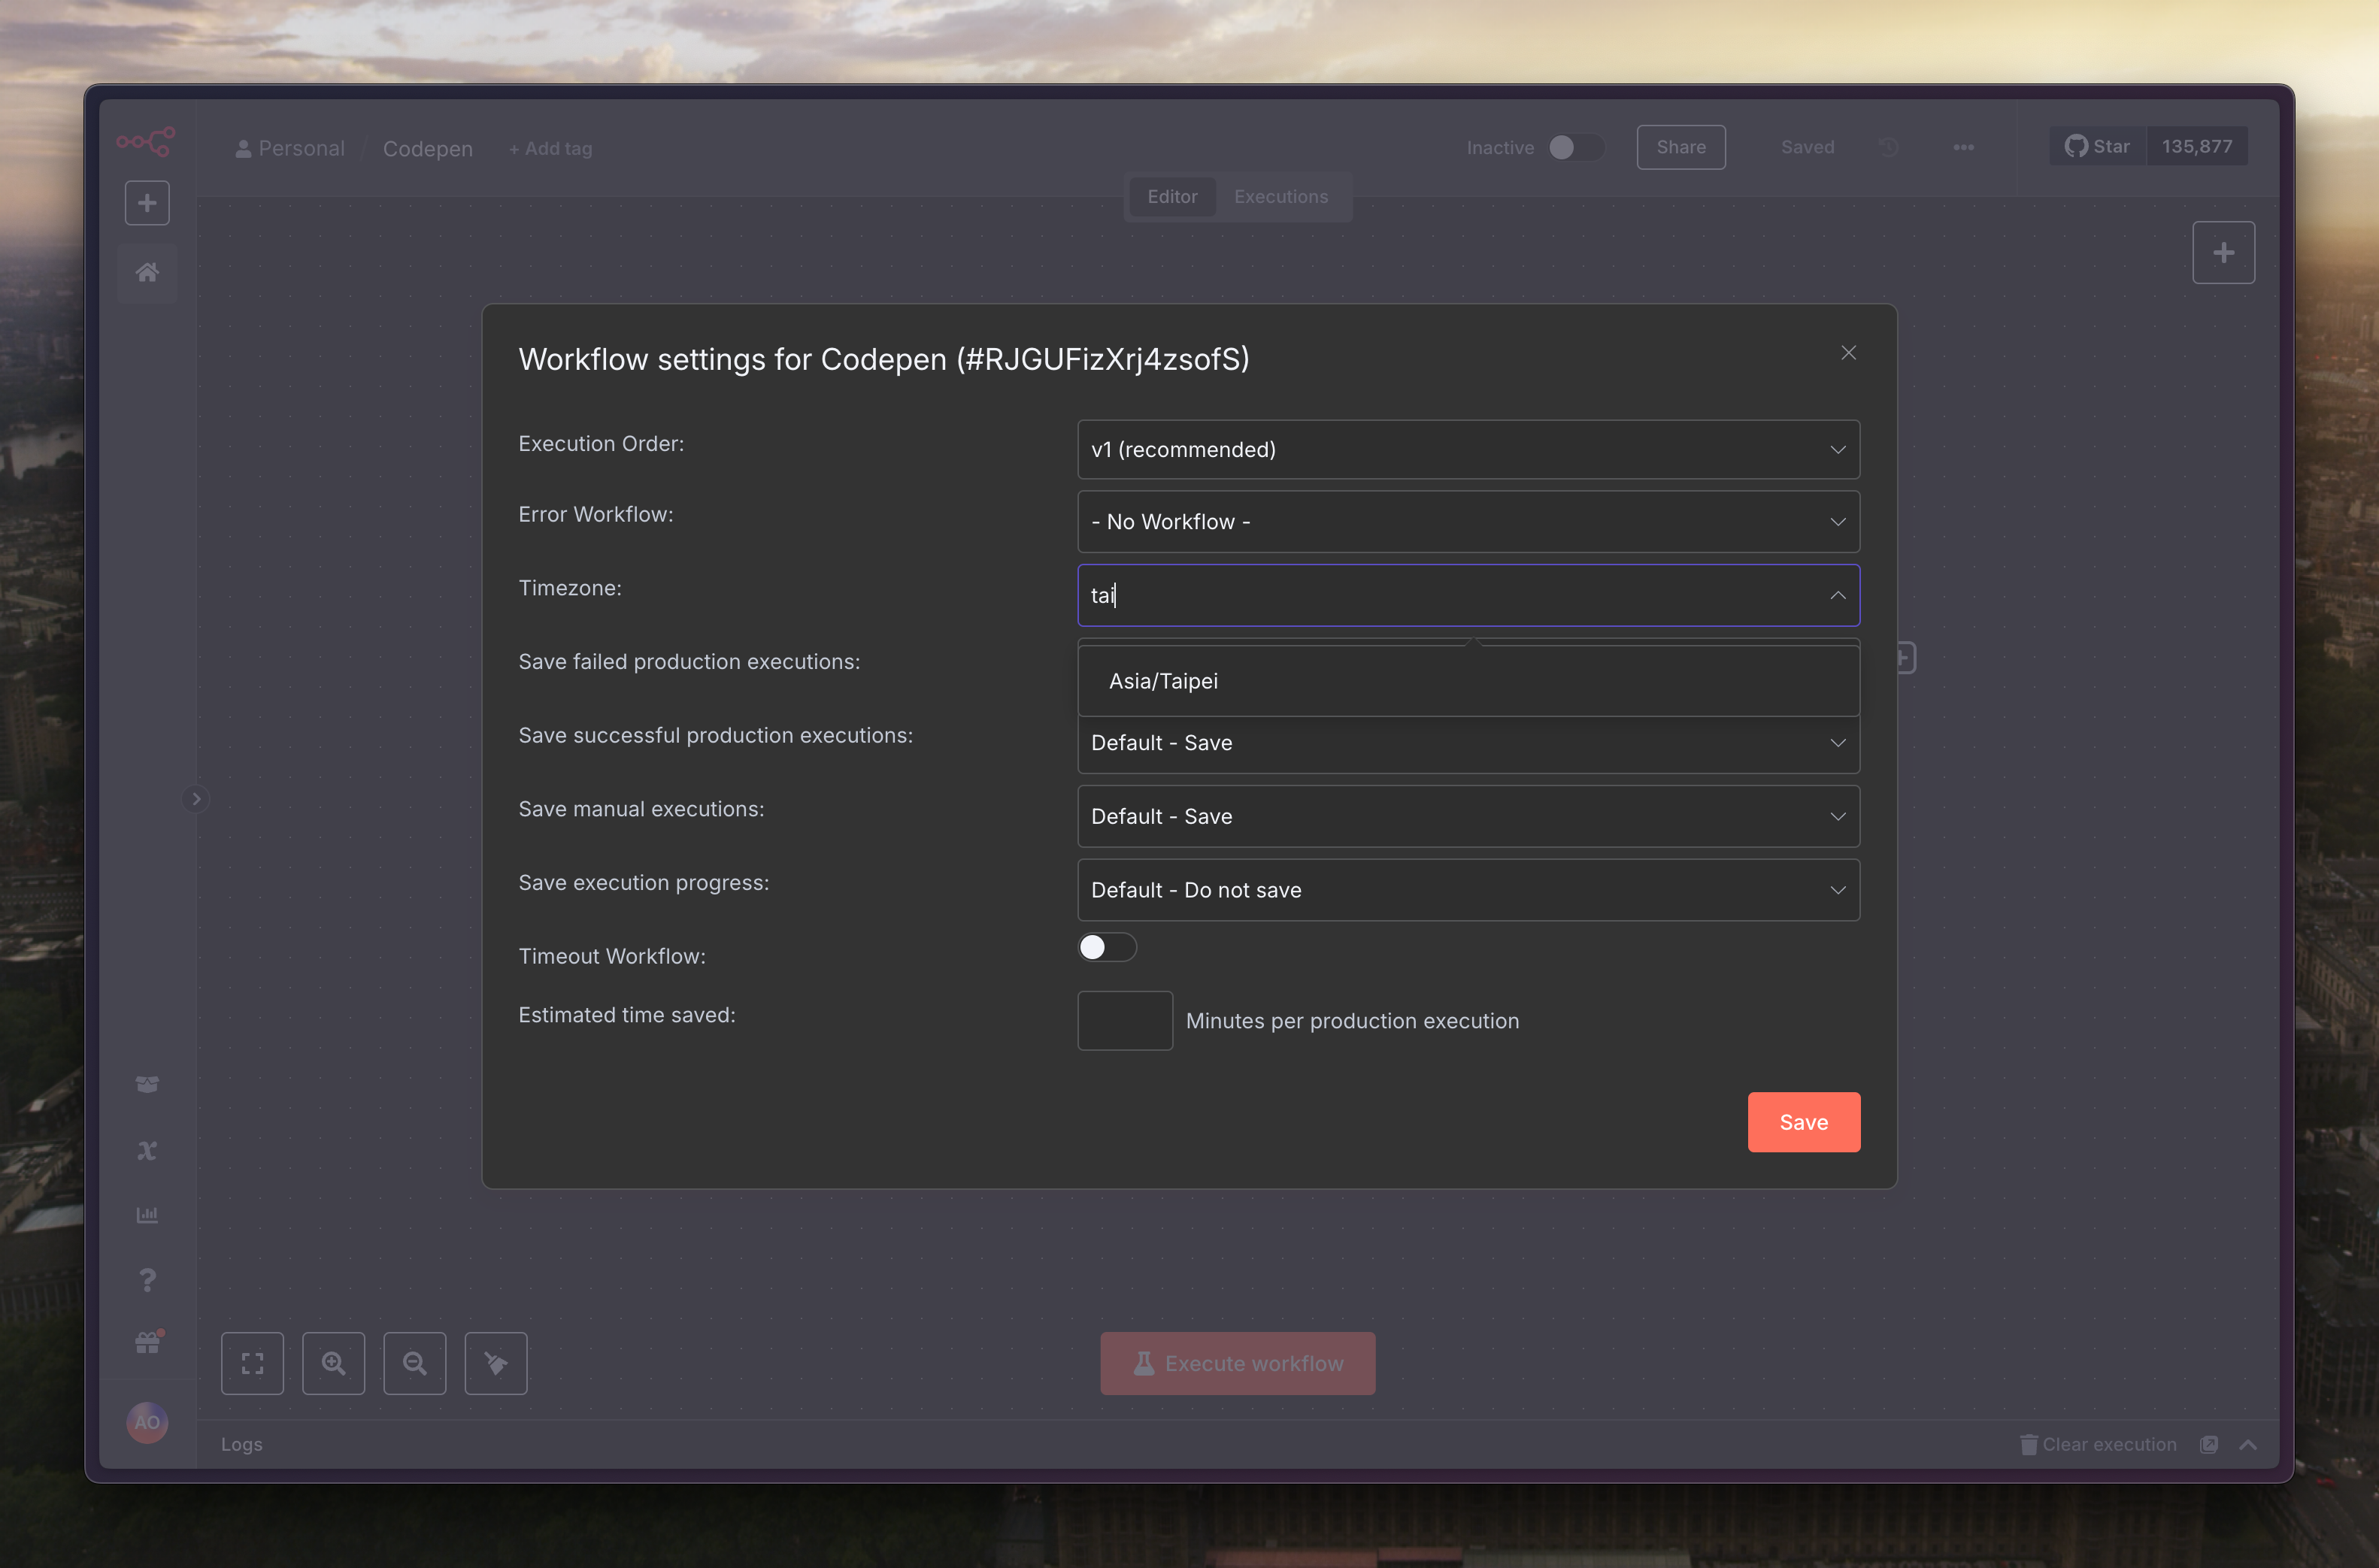 Personal / Codepen + Add tag
Inactive Share Saved ••• Star 135,877
Editor Executions
Workflow settings for Codepen (#RJGUFizXrj4zsofS)
Execution Order: v1 (recommended)
Error Workflow: - No Workflow -
Timezone: tai
Save failed production executions:
Asia/Taipei
Save successful production executions: Default - Save
Save manual executions: Default - Save
Save execution progress: Default - Do not save
Timeout Workflow:
Estimated time saved: Minutes per production execution
Save
Execute workflow
AO
Logs Clear execution